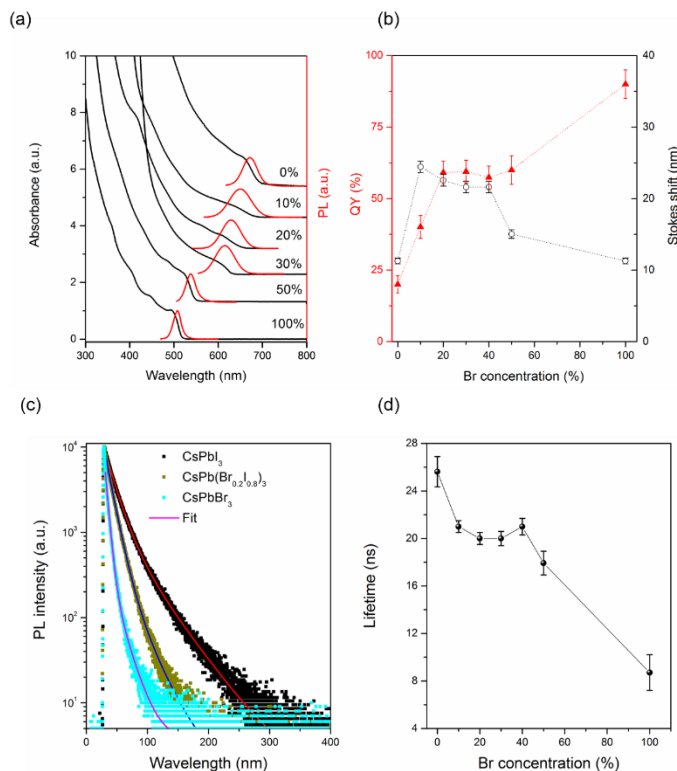 (a)
10
8
6
4
2
0
Absorbance (a.u.)
0%
10%
20%
30%
50%
100%
PL (a.u.)
300 400 500 600 700 800
Wavelength (nm)
(b)
100
75
50
25
0
QY (%)
40
30
20
10
0
Stokes shift (nm)
0 20 40 60 80 100
Br concentration (%)
(c)
10⁴
10³
10²
10¹
PL intensity (a.u.)
CsPbI₃
CsPb(Br₀.₂I₀.₈)₃
CsPbBr₃
Fit
0 100 200 300 400
Wavelength (nm)
(d)
28
24
20
16
12
8
4
Lifetime (ns)
0 20 40 60 80 100
Br concentration (%)